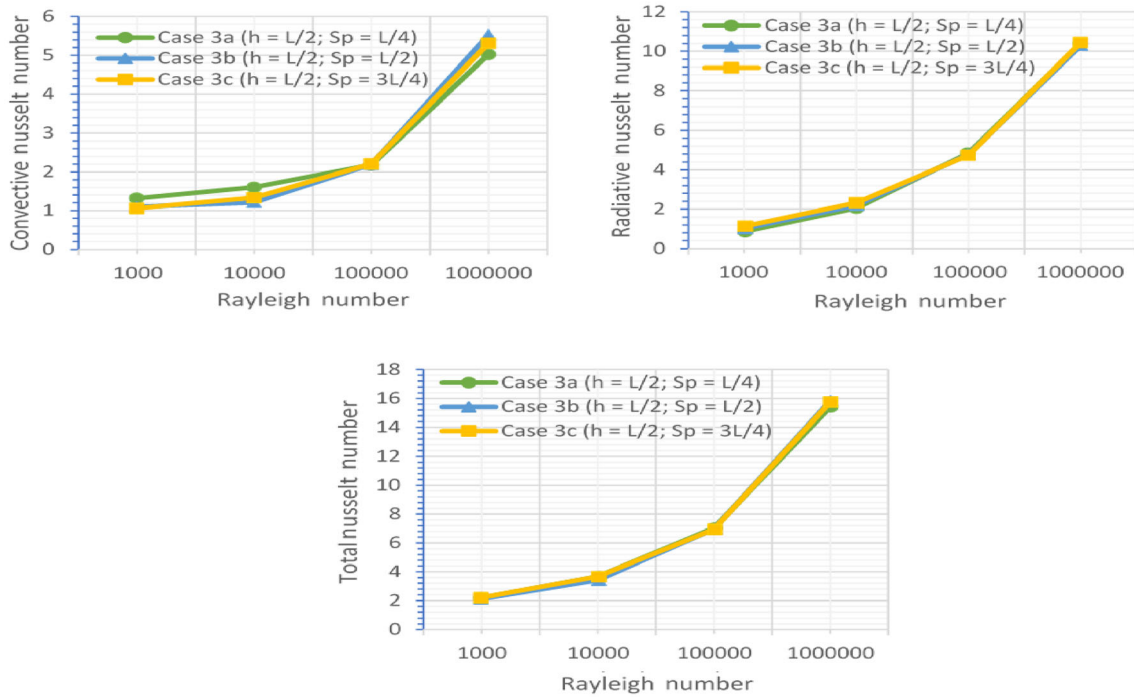 Convective nusselt number
6
5
4
3
2
1
0
Case 3a (h = L/2; Sp = L/4)
Case 3b (h = L/2; Sp = L/2)
Case 3c (h = L/2; Sp = 3L/4)
1000 10000 100000 1000000
Rayleigh number
Radiative nusselt number
12
10
8
6
4
2
0
Case 3a (h = L/2; Sp = L/4)
Case 3b (h = L/2; Sp = L/2)
Case 3c (h = L/2; Sp = 3L/4)
1000 10000 100000 1000000
Rayleigh number
Total nusselt number
18
16
14
12
10
8
6
4
2
0
Case 3a (h = L/2; Sp = L/4)
Case 3b (h = L/2; Sp = L/2)
Case 3c (h = L/2; Sp = 3L/4)
1000 10000 100000 1000000
Rayleigh number